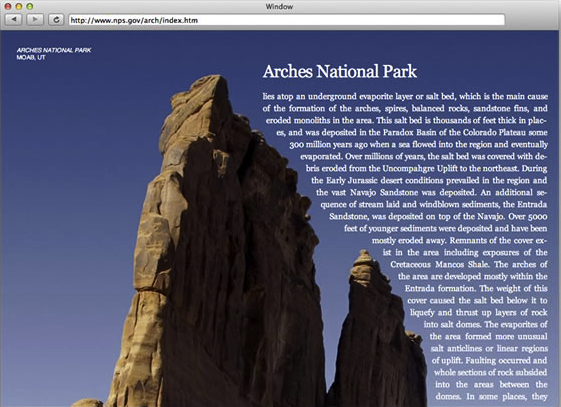 Window
http://www.nps.gov/arch/index.htm
ARCHES NATIONAL PARK
MOAB, UT
Arches National Park
lies atop an underground evaporite layer or salt bed, which is the main cause
of the formation of the arches, spires, balanced rocks, sandstone fins, and
eroded monoliths in the area. This salt bed is thousands of feet thick in plac-
es, and was deposited in the Paradox Basin of the Colorado Plateau some
300 million years ago when a sea flowed into the region and eventually
evaporated. Over millions of years, the salt bed was covered with de-
bris eroded from the Uncompahgre Uplift to the northeast. During
the Early Jurassic desert conditions prevailed in the region and
the vast Navajo Sandstone was deposited. An additional se-
quence of stream laid and windblown sediments, the Entrada
Sandstone, was deposited on top of the Navajo. Over 5000
feet of younger sediments were deposited and have been
mostly eroded away. Remnants of the cover ex-
ist in the area including exposures of the
Cretaceous Mancos Shale. The arches of
the area are developed mostly within the
Entrada formation. The weight of this
cover caused the salt bed below it to
liquefy and thrust up layers of rock
into salt domes. The evaporites of
the area formed more unusual
salt anticlines or linear regions
of uplift. Faulting occurred and
whole sections of rock subsided
into the areas between the
domes. In some places, they